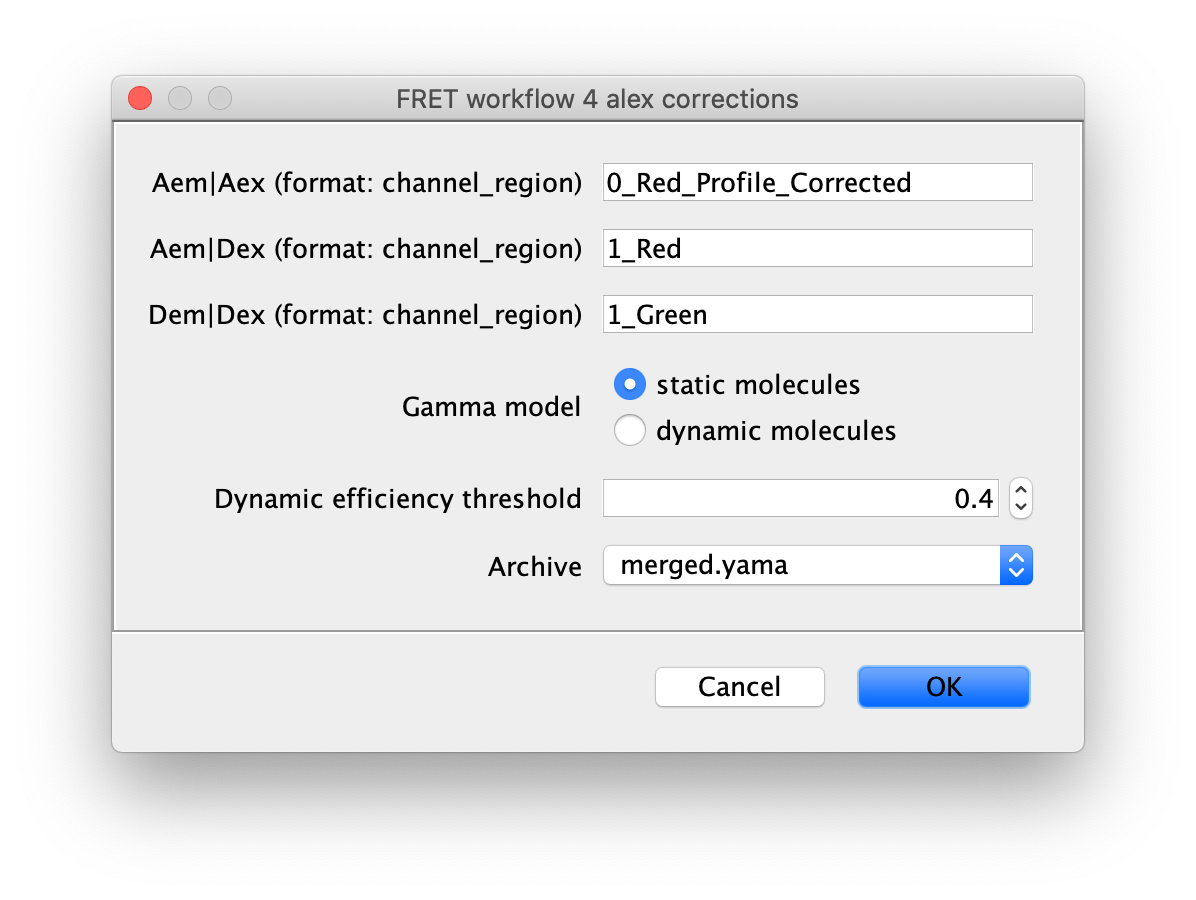 FRET workflow 4 alex corrections
Aem|Aex (format: channel_region) 0_Red_Profile_Corrected
Aem|Dex (format: channel_region) 1_Red
Dem|Dex (format: channel_region) 1_Green
Gamma model
static molecules
dynamic molecules
Dynamic efficiency threshold 0.4
Archive merged.yama
Cancel OK